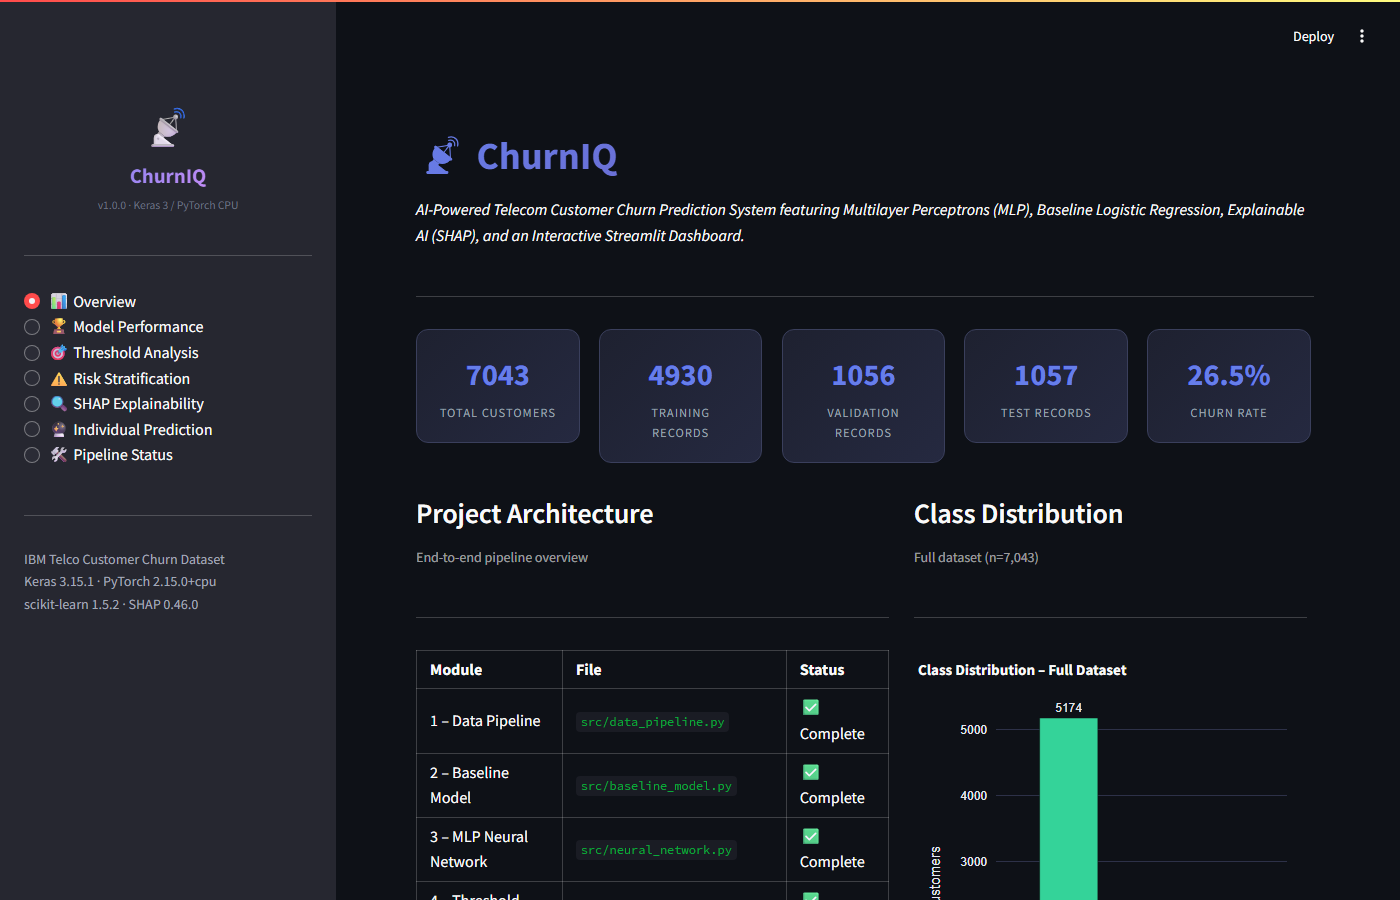 Deploy
ChurnIQ
v1.0.0 · Keras 3 / PyTorch CPU
Overview
Model Performance
Threshold Analysis
Risk Stratification
SHAP Explainability
Individual Prediction
Pipeline Status
IBM Telco Customer Churn Dataset
Keras 3.15.1 · PyTorch 2.15.0+cpu
scikit-learn 1.5.2 · SHAP 0.46.0
ChurnIQ
AI-Powered Telecom Customer Churn Prediction System featuring Multilayer Perceptrons (MLP), Baseline Logistic Regression, Explainable
AI (SHAP), and an Interactive Streamlit Dashboard.
7043
TOTAL CUSTOMERS
4930
TRAINING
RECORDS
1056
VALIDATION
RECORDS
1057
TEST RECORDS
26.5%
CHURN RATE
Project Architecture
End-to-end pipeline overview
Module File Status
1 – Data Pipeline src/data_pipeline.py Complete
2 – Baseline
Model src/baseline_model.py Complete
3 – MLP Neural
Network src/neural_network.py Complete
4 – Threshold
Class Distribution
Full dataset (n=7,043)
Class Distribution – Full Dataset
5174
5000
4000
3000